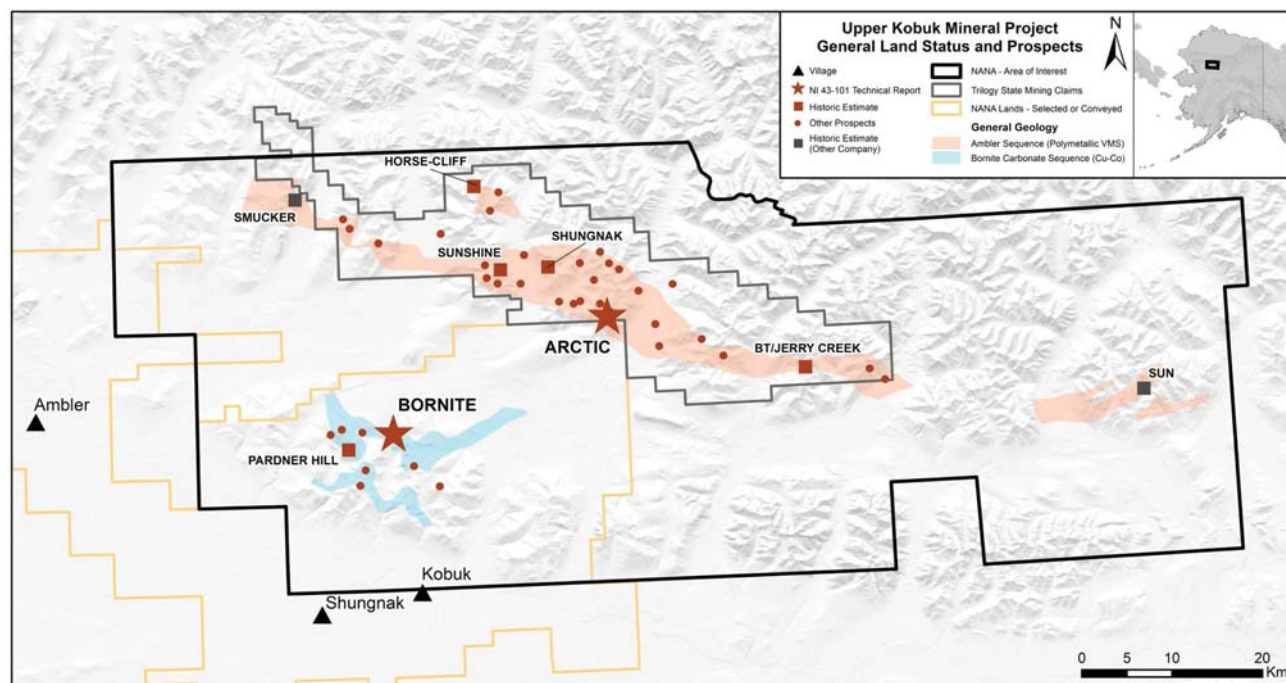 Upper Kobuk Mineral Project
General Land Status and Prospects
N
Village
NI 43-101 Technical Report
Historic Estimate
Other Prospects
Historic Estimate
(Other Company)
NANA - Area of Interest
Trilogy State Mining Claims
NANA Lands - Selected or Conveyed
General Geology
Ambler Sequence (Polymetallic VMS)
Bornite Carbonate Sequence (Cu-Co)
HORSE-CLIFF
SMUCKER
SUNSHINE
SHUNGNAK
ARCTIC
BT/JERRY CREEK
SUN
Ambler
BORNITE
PARDNER HILL
Kobuk
Shungnak
0 5 10 20
Km